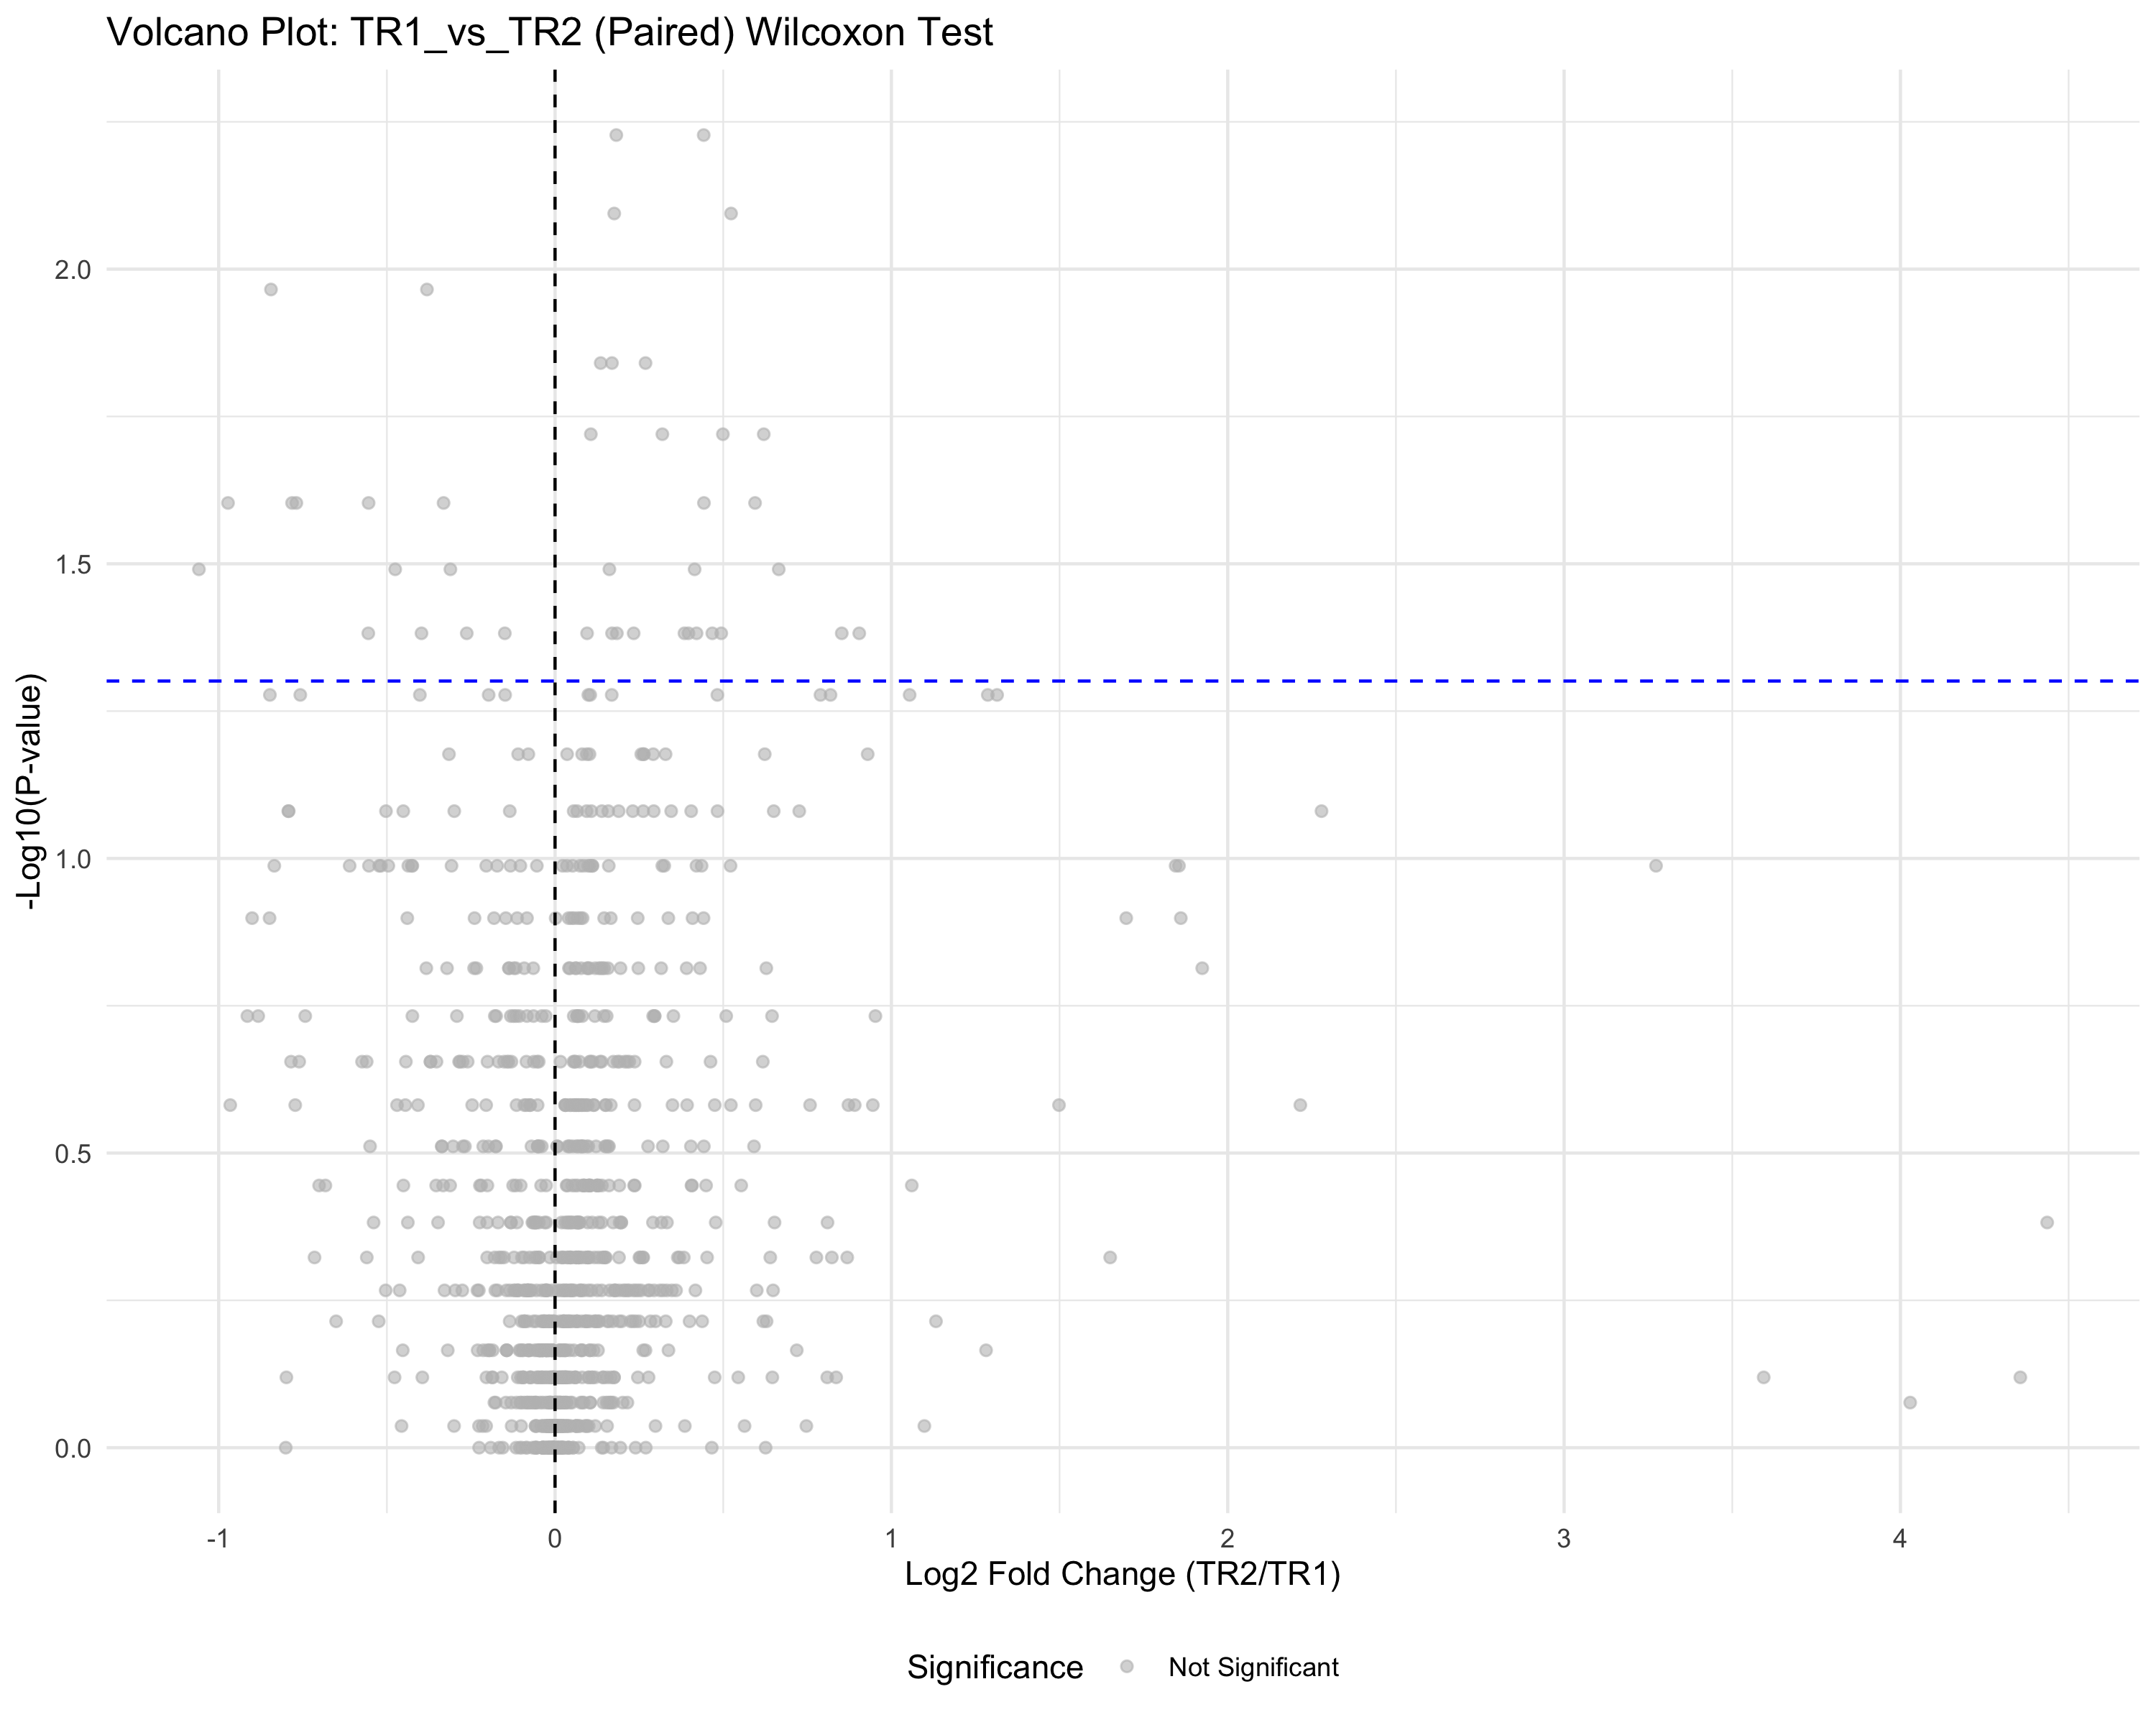 Volcano Plot: TR1_vs_TR2 (Paired) Wilcoxon Test
-Log10(P-value)
2.0
1.5
1.0
0.5
0.0
-1 0 1 2 3 4
Log2 Fold Change (TR2/TR1)
Significance Not Significant